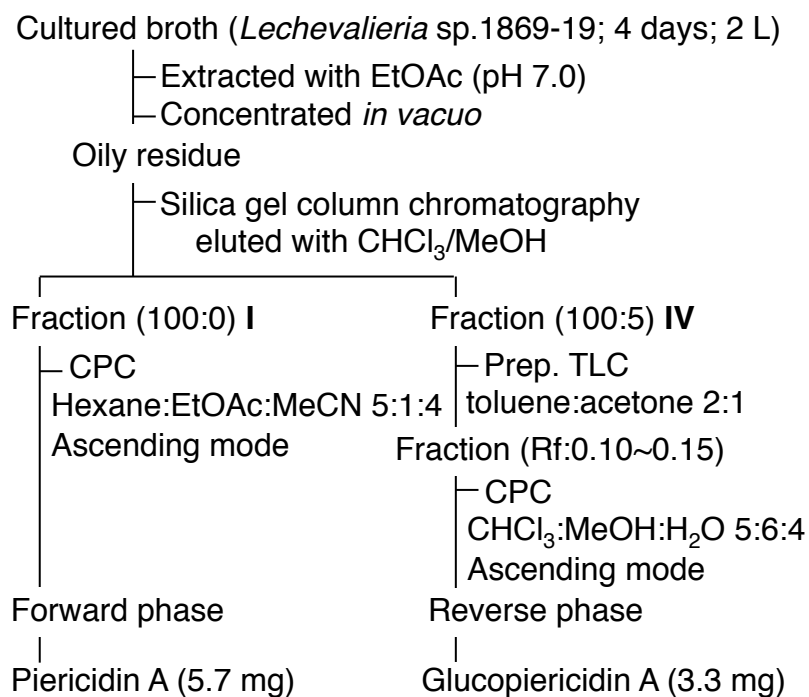 Cultured broth (Lechevalieria sp.1869-19; 4 days; 2 L)
Extracted with EtOAc (pH 7.0)
Concentrated in vacuo
Oily residue
Silica gel column chromatography
eluted with CHCl₃/MeOH
Fraction (100:0) I
CPC
Hexane:EtOAc:MeCN 5:1:4
Ascending mode
Forward phase
Piericidin A (5.7 mg)
Fraction (100:5) IV
Prep. TLC
toluene:acetone 2:1
Fraction (Rf:0.10~0.15)
CPC
CHCl₃:MeOH:H₂O 5:6:4
Ascending mode
Reverse phase
Glucopiericidin A (3.3 mg)